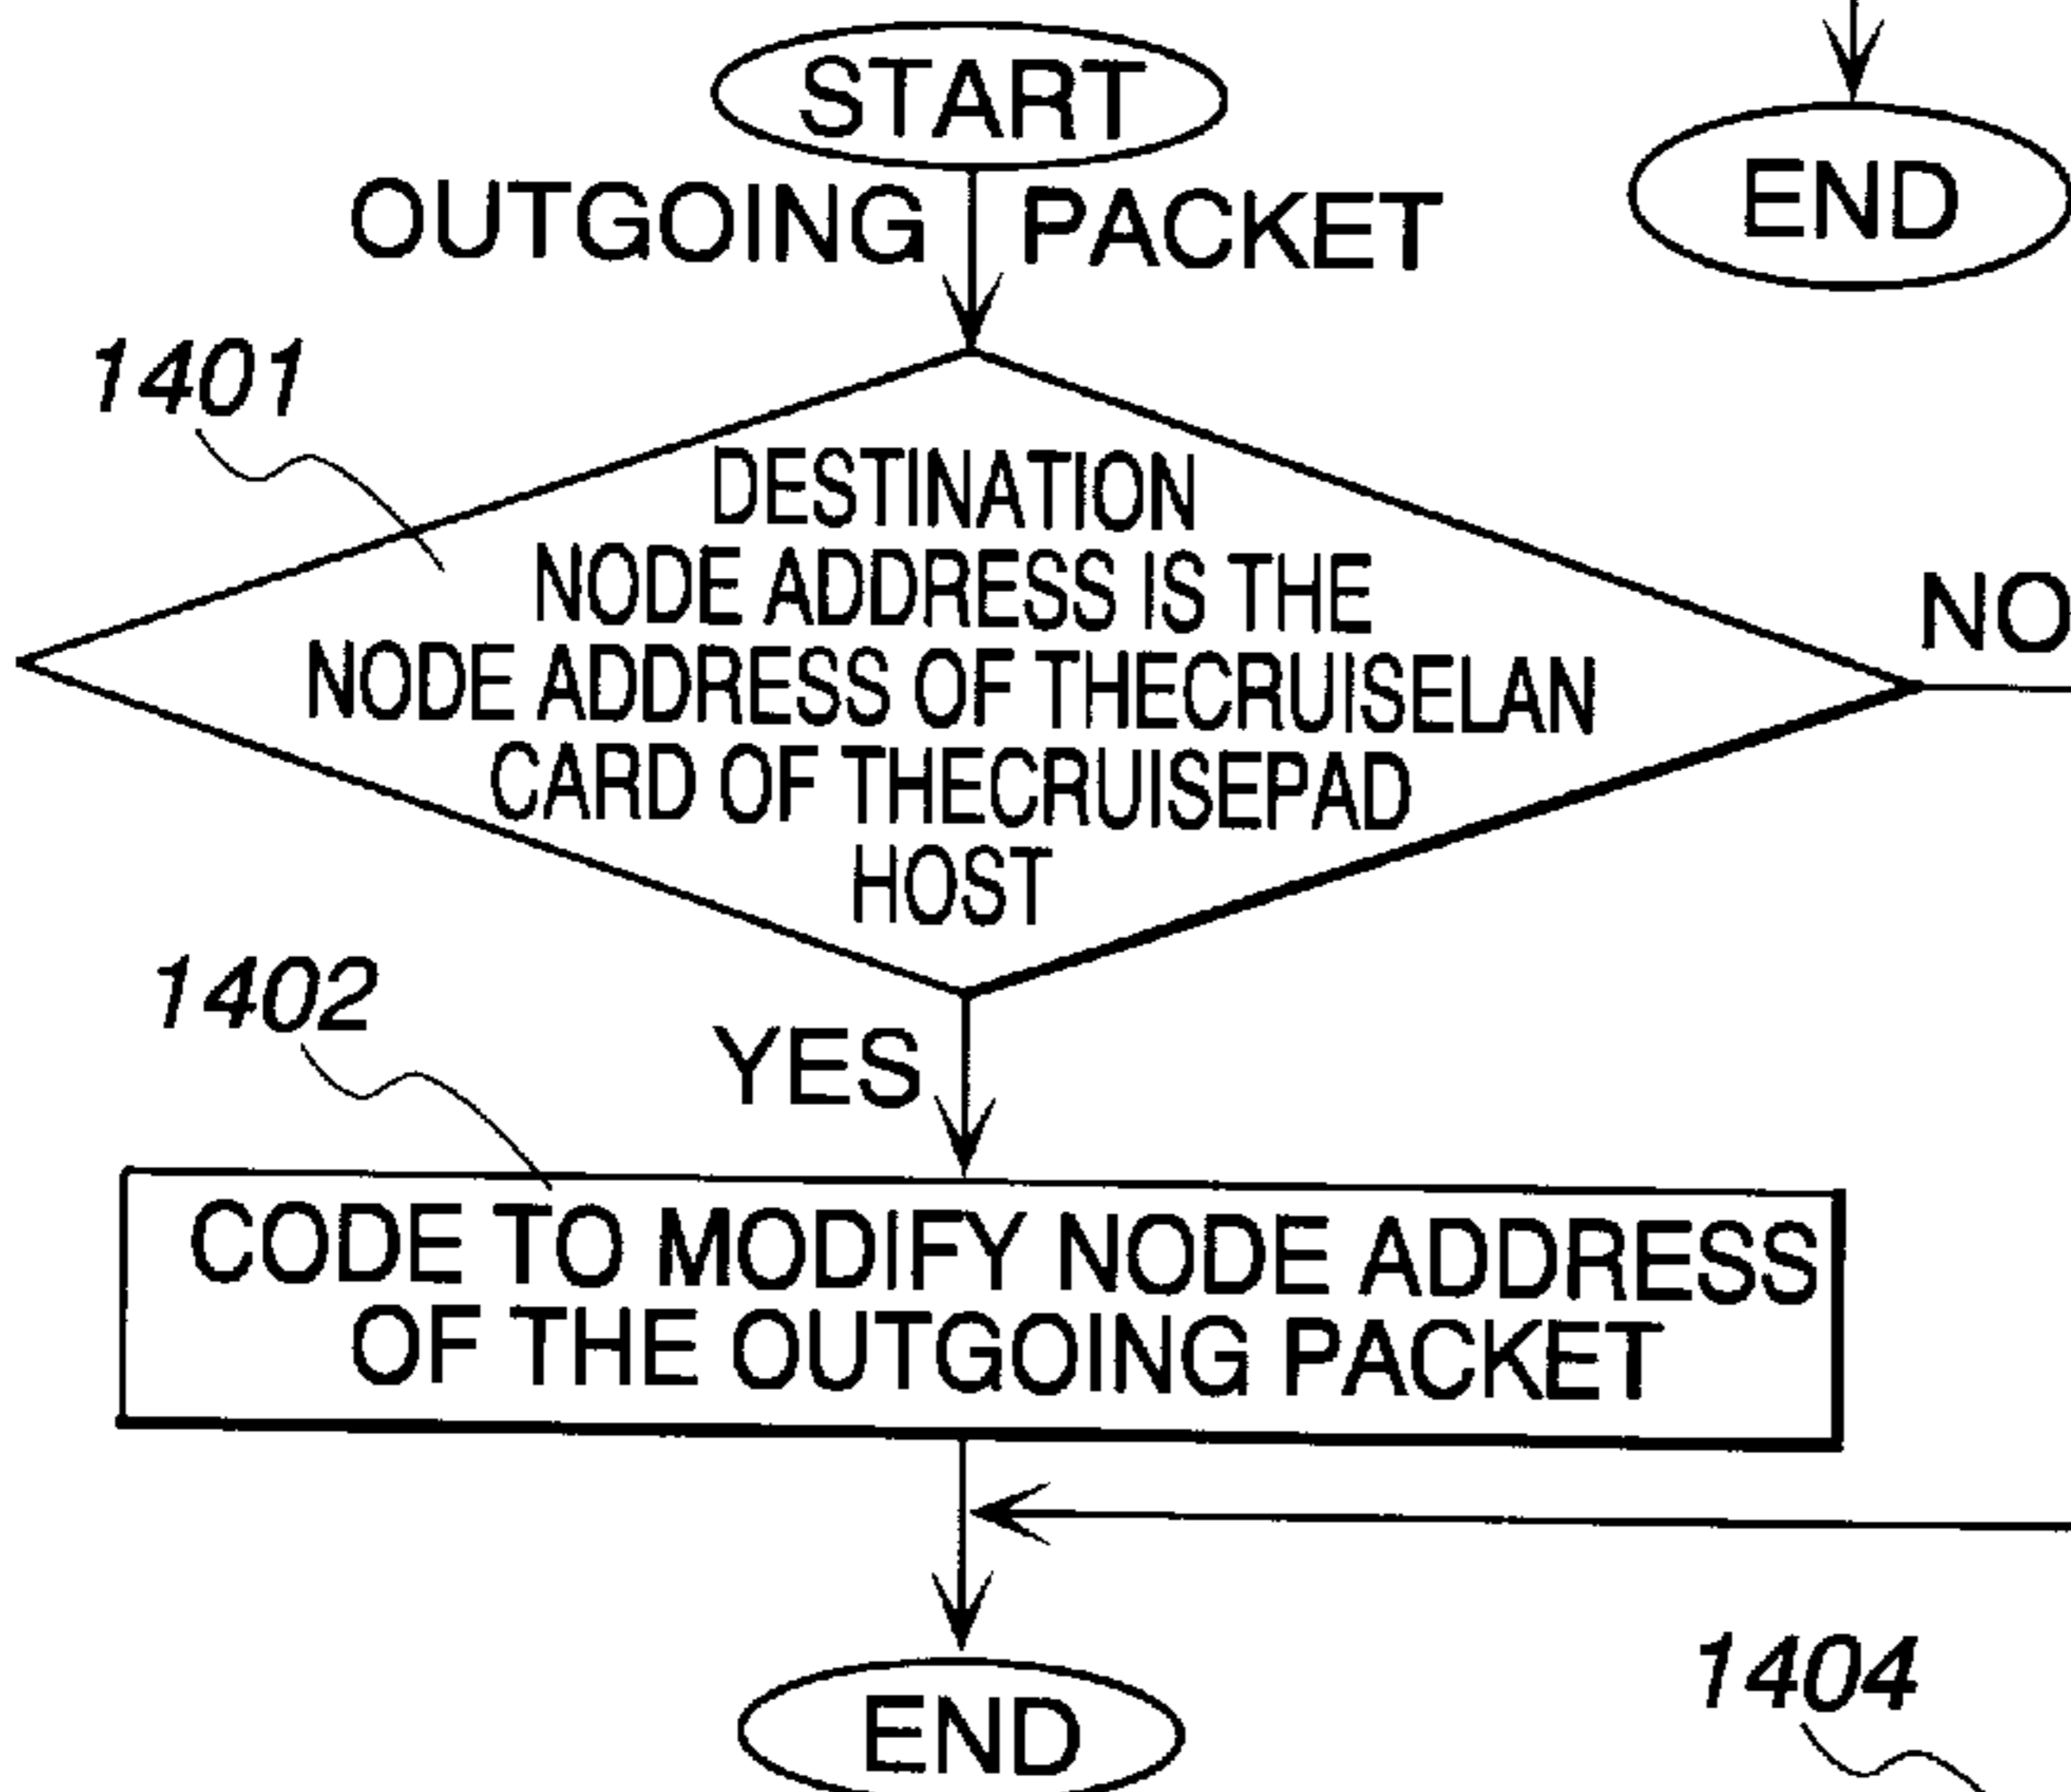 START
END
OUTGOING PACKET
1401
DESTINATION
NODE ADDRESS IS THE
NODE ADDRESS OF THECRUISELAN
CARD OF THECRUISEPAD
HOST
NO
1402
YES
CODE TO MODIFY NODE ADDRESS
OF THE OUTGOING PACKET
1404
END